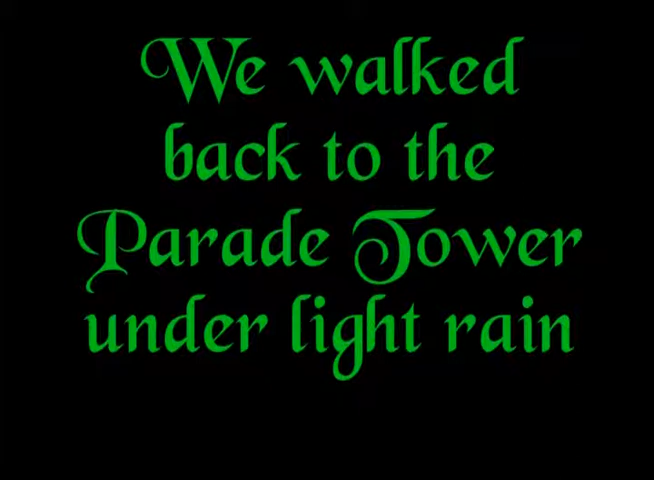 We walked
back to the
Parade Tower
under light rain